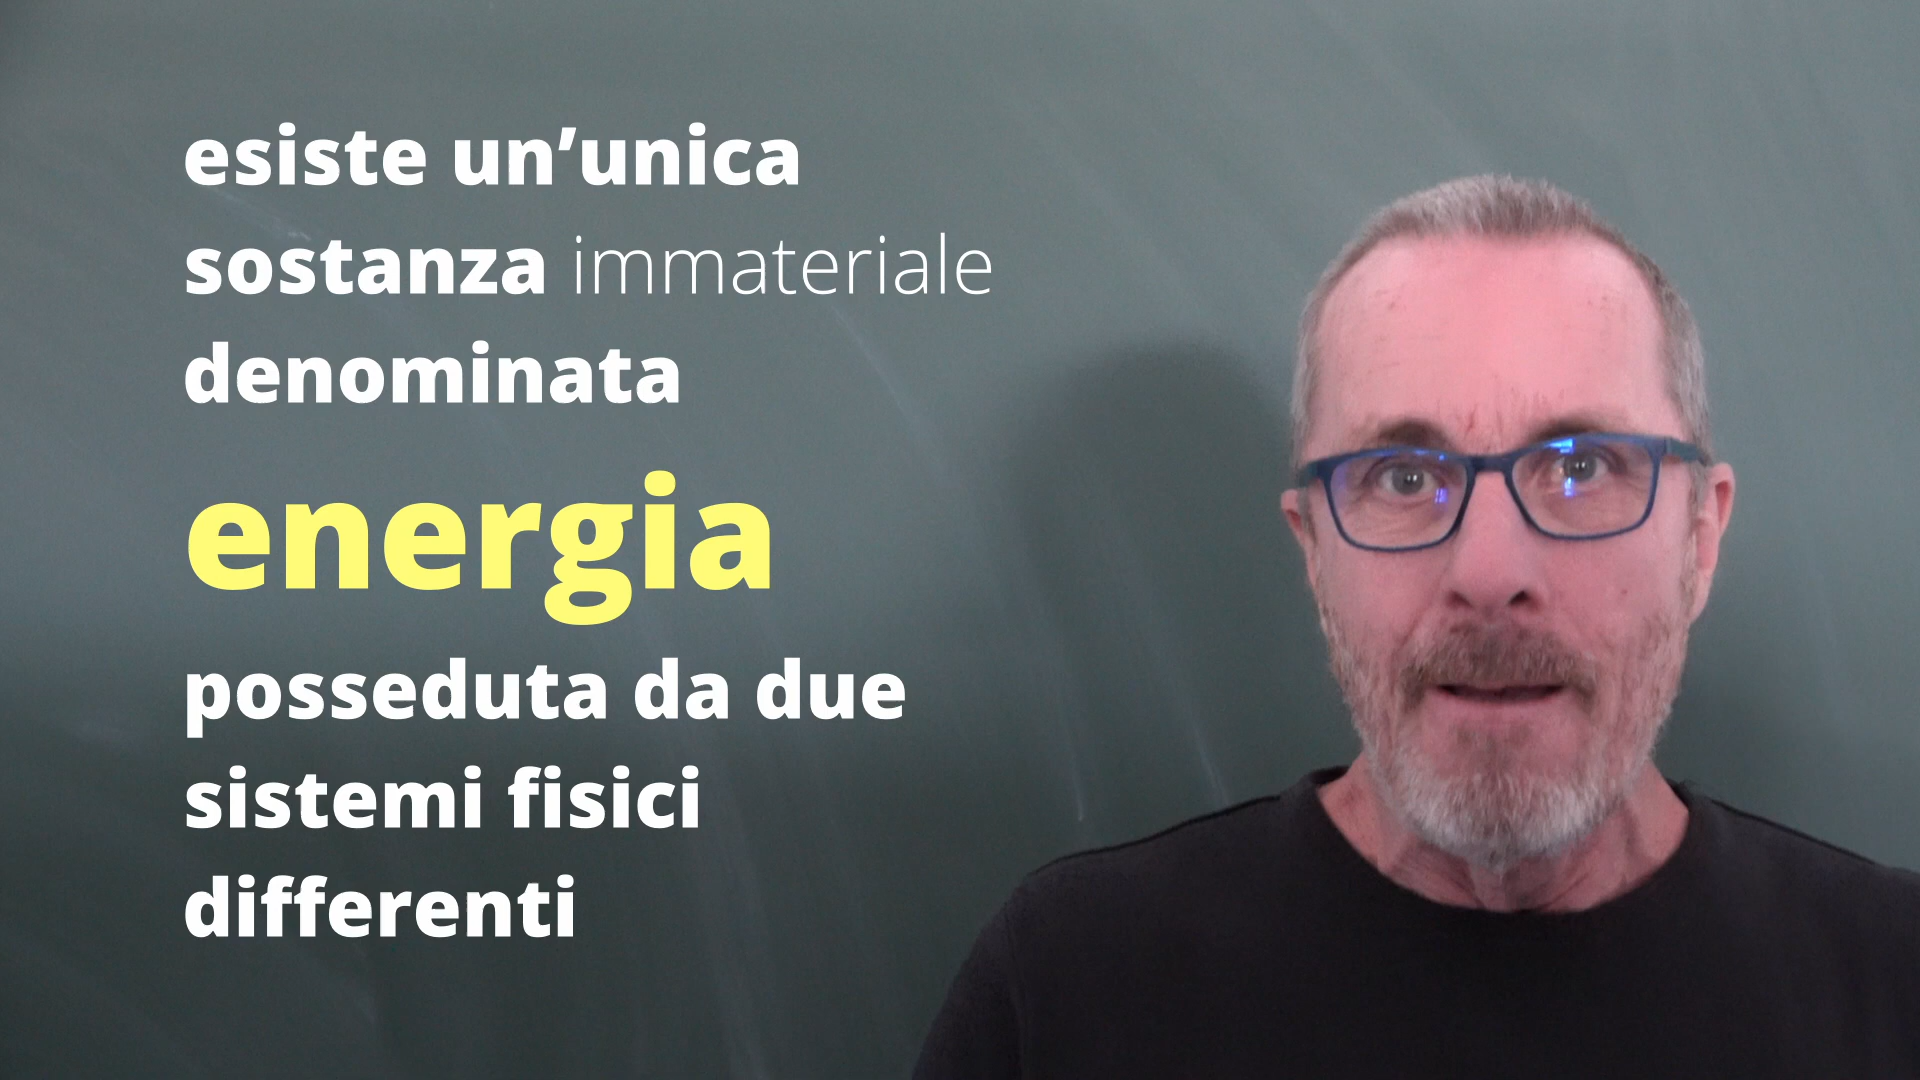 esiste un’unica
sostanza immateriale
denominata
energia
posseduta da due
sistemi fisici
differenti